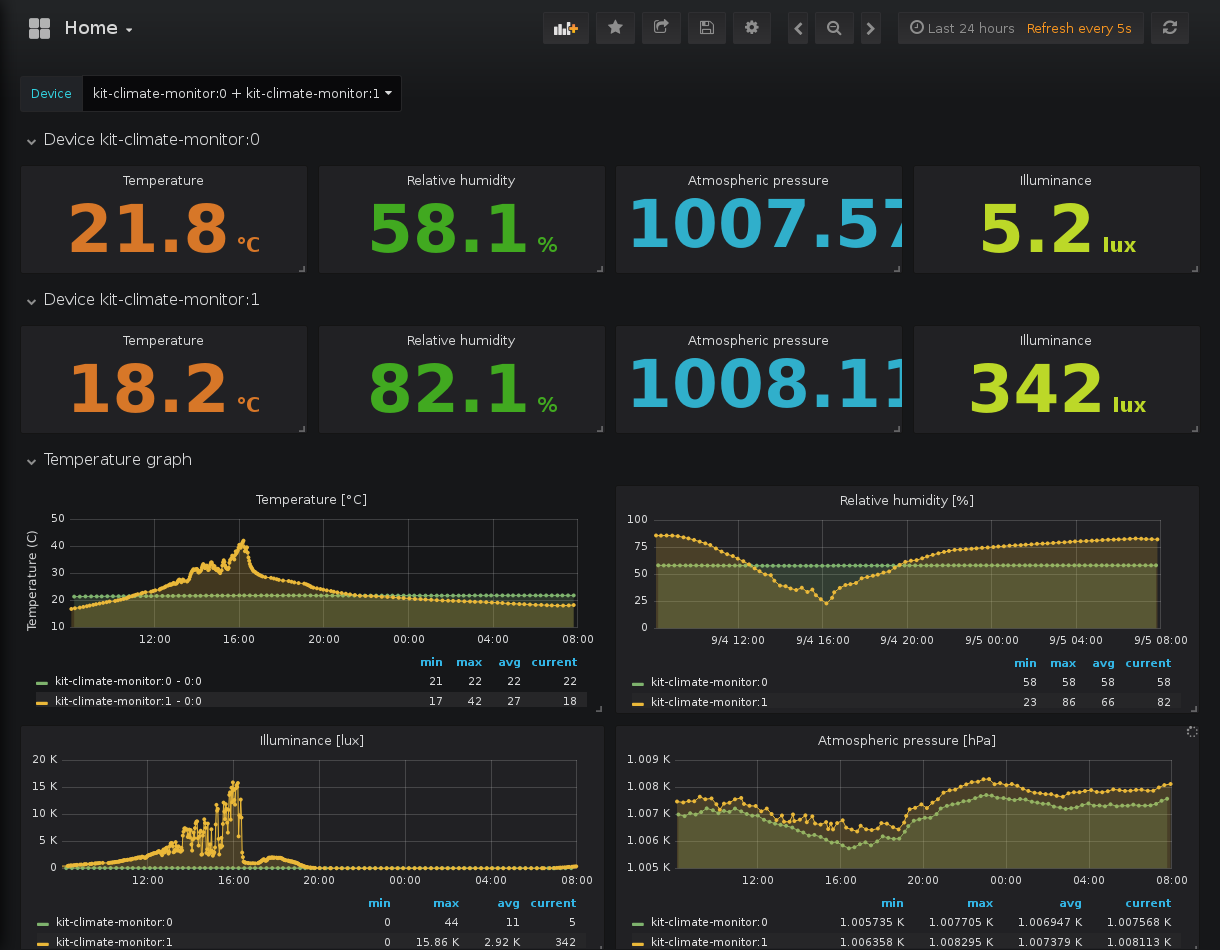 Home
Last 24 hours Refresh every 5s
Device kit-climate-monitor:0 + kit-climate-monitor:1
Device kit-climate-monitor:0
Temperature Relative humidity Atmospheric pressure Illuminance
21.8 °C 58.1 % 1007.57 5.2 lux
Device kit-climate-monitor:1
Temperature Relative humidity Atmospheric pressure Illuminance
18.2 °C 82.1 % 1008.11 342 lux
Temperature graph
Temperature [°C]
Temperature (C)
50
40
30
20
10
12:00 16:00 20:00 00:00 04:00 08:00
min max avg current
kit-climate-monitor:0 - 0:0 21 22 22 22
kit-climate-monitor:1 - 0:0 17 42 27 18
Relative humidity [%]
100
75
50
25
0
9/4 12:00 9/4 16:00 9/4 20:00 9/5 00:00 9/5 04:00 9/5 08:00
min max avg current
kit-climate-monitor:0 58 58 58 58
kit-climate-monitor:1 23 86 66 82
Illuminance [lux]
20 K
15 K
10 K
5 K
0
12:00 16:00 20:00 00:00 04:00 08:00
min max avg current
kit-climate-monitor:0 0 44 11 5
kit-climate-monitor:1 0 15.86 K 2.92 K 342
Atmospheric pressure [hPa]
1.009 K
1.008 K
1.007 K
1.006 K
1.005 K
12:00 16:00 20:00 00:00 04:00 08:00
min max avg current
kit-climate-monitor:0 1.005735 K 1.007705 K 1.006947 K 1.007568 K
kit-climate-monitor:1 1.006358 K 1.008295 K 1.007379 K 1.008113 K